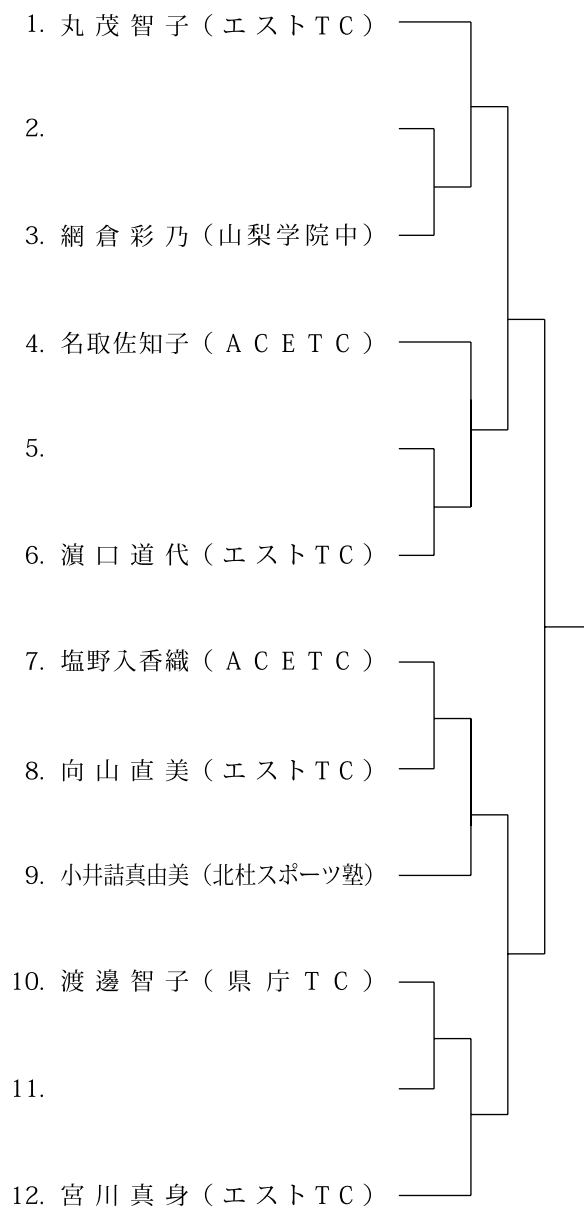 1. 丸茂智子（エストTC）
2.
3. 網倉彩乃（山梨学院中）
4. 名取佐知子（ACETC）
5.
6. 濵口道代（エストTC）
7. 塩野入香織（ACETC）
8. 向山直美（エストTC）
9. 小井詰真由美（北杜スポーツ塾）
10. 渡邊智子（県庁TC）
11.
12. 宮川真身（エストTC）